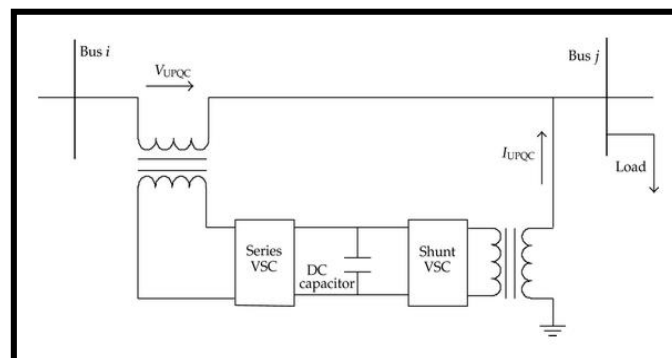 Bus i
V_UPQC
Bus j
I_UPQC
Load
Series
VSC
DC
capacitor
Shunt
VSC